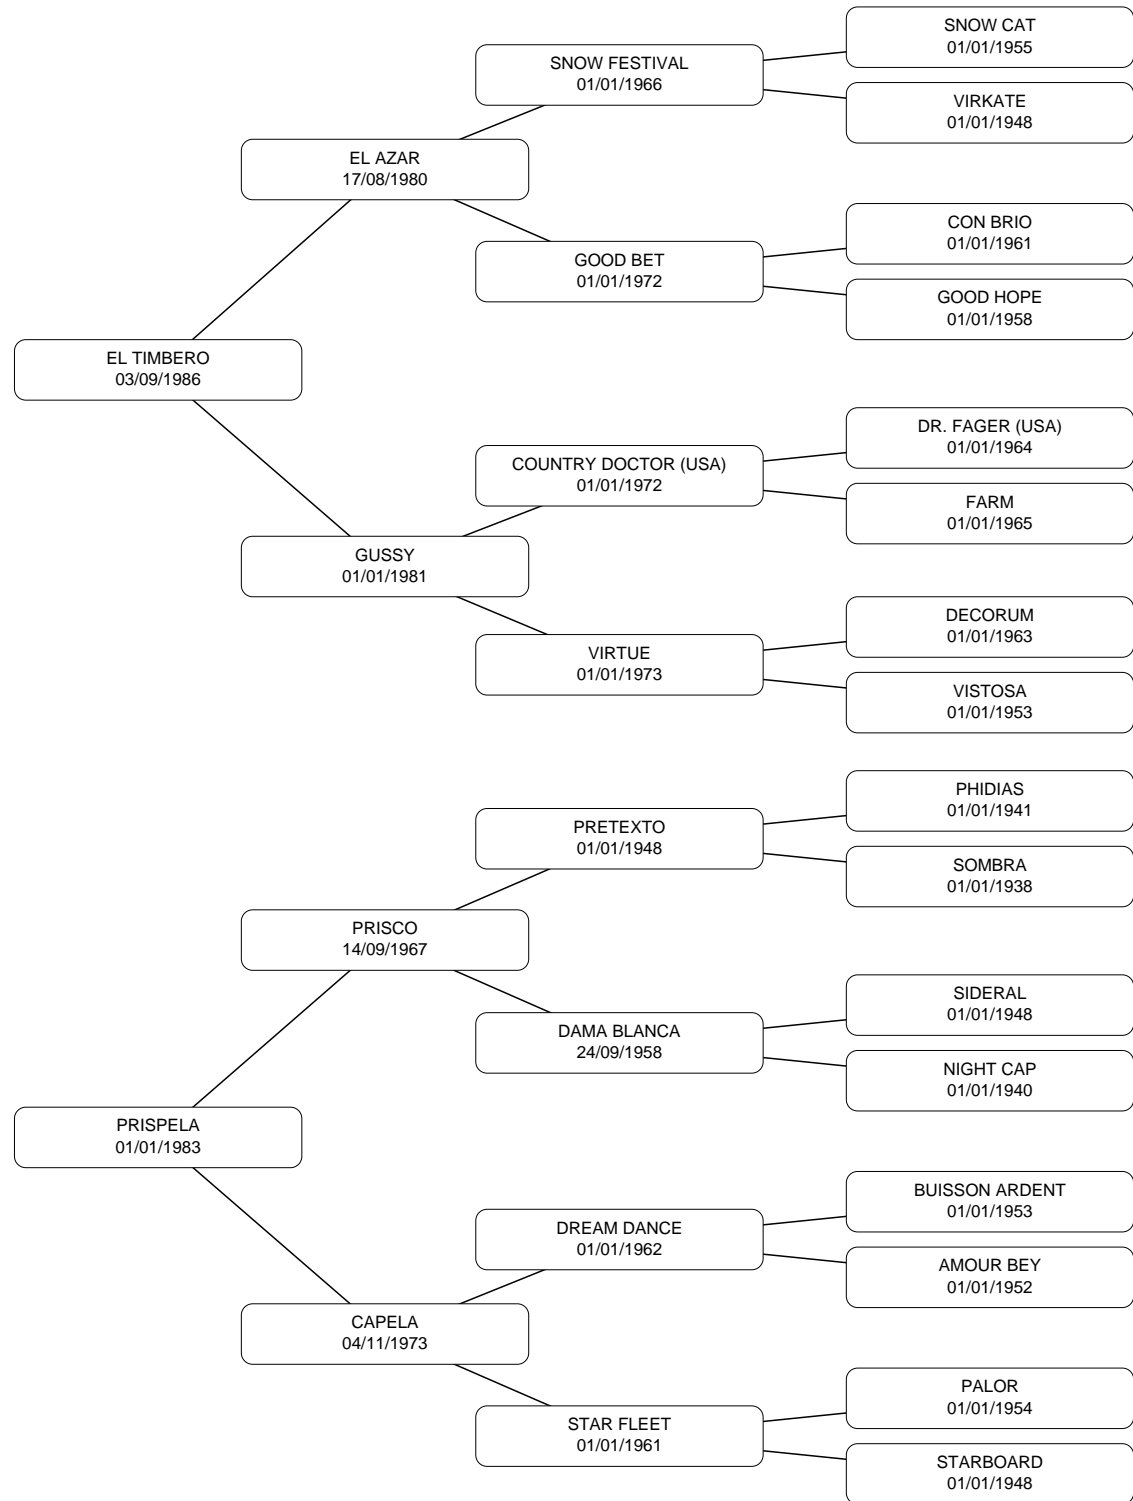 SNOW CAT
01/01/1955
SNOW FESTIVAL
01/01/1966
VIRKATE
01/01/1948
EL AZAR
17/08/1980
CON BRIO
01/01/1961
GOOD BET
01/01/1972
GOOD HOPE
01/01/1958
EL TIMBERO
03/09/1986
DR. FAGER (USA)
01/01/1964
COUNTRY DOCTOR (USA)
01/01/1972
FARM
01/01/1965
GUSSY
01/01/1981
DECORUM
01/01/1963
VIRTUE
01/01/1973
VISTOSA
01/01/1953
PHIDIAS
01/01/1941
PRETEXTO
01/01/1948
SOMBRA
01/01/1938
PRISCO
14/09/1967
SIDERAL
01/01/1948
DAMA BLANCA
24/09/1958
NIGHT CAP
01/01/1940
PRISPELA
01/01/1983
BUISSON ARDENT
01/01/1953
DREAM DANCE
01/01/1962
AMOUR BEY
01/01/1952
CAPELA
04/11/1973
PALOR
01/01/1954
STAR FLEET
01/01/1961
STARBOARD
01/01/1948